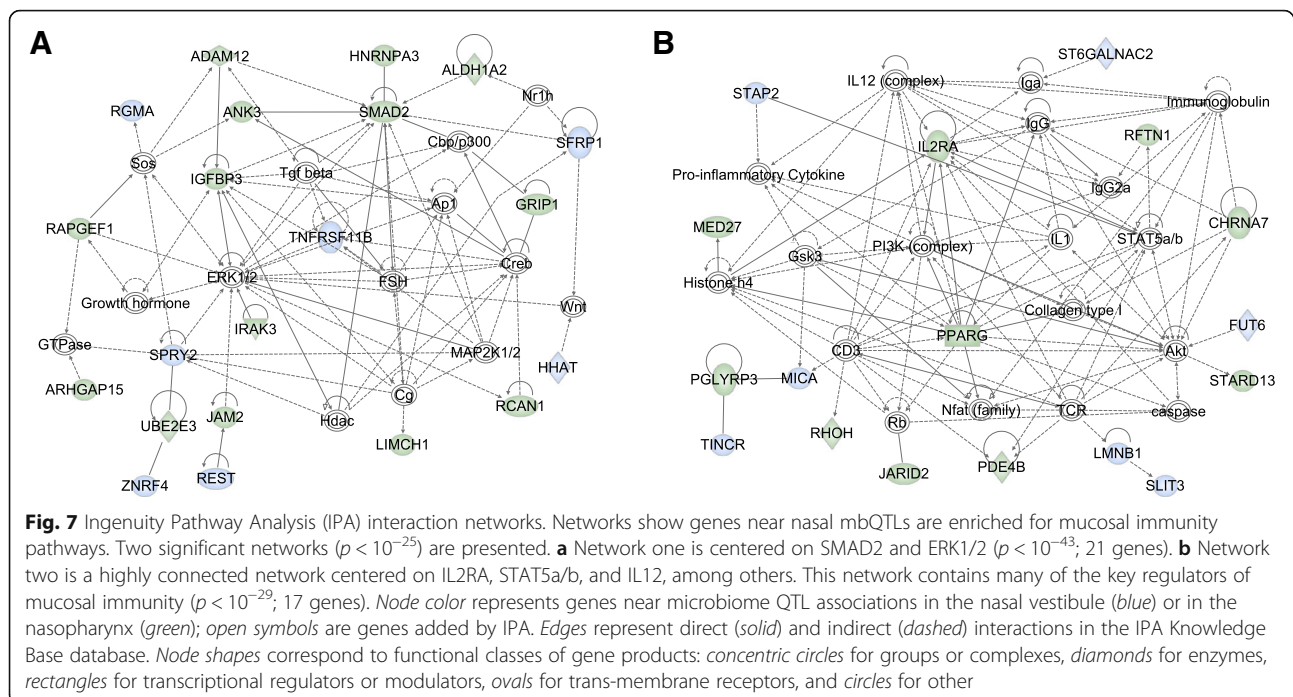 A
ADAM12
HNRNPA3
ALDH1A2
Nr1h
RGMA
ANK3
SMAD2
SFRP1
Cbp/p300
Sos
IGFBP3
Tgf beta
Ap1
GRIP1
RAPGEF1
TNFRSF11B
Creb
ERK1/2
FSH
Growth hormone
Wnt
IRAK3
GTPase
SPRY2
MAP2K1/2
HHAT
ARHGAP15
Cg
RCAN1
UBE2E3
JAM2
Hdac
LIMCH1
ZNRF4
REST
B
ST6GALNAC2
IL12 (complex)
Iga
STAP2
Immunoglobulin
IgG
RFTN1
IL2RA
Pro-inflammatory Cytokine
IgG2a
CHRNA7
MED27
PI3K (complex)
IL1
STAT5a/b
Gsk3
Histone h4
Collagen type I
FUT6
PPARG
CD3
Akt
PGLYRP3
MICA
STARD13
Nfat (family)
TCR
caspase
Rb
RHOH
TINCR
JARID2
PDE4B
LMNB1
SLIT3
Fig. 7 Ingenuity Pathway Analysis (IPA) interaction networks. Networks show genes near nasal mbQTLs are enriched for mucosal immunity
pathways. Two significant networks (p < 10⁻²⁵) are presented. a Network one is centered on SMAD2 and ERK1/2 (p < 10⁻⁴³; 21 genes). b Network
two is a highly connected network centered on IL2RA, STAT5a/b, and IL12, among others. This network contains many of the key regulators of
mucosal immunity (p < 10⁻²⁹; 17 genes). Node color represents genes near microbiome QTL associations in the nasal vestibule (blue) or in the
nasopharynx (green); open symbols are genes added by IPA. Edges represent direct (solid) and indirect (dashed) interactions in the IPA Knowledge
Base database. Node shapes correspond to functional classes of gene products: concentric circles for groups or complexes, diamonds for enzymes,
rectangles for transcriptional regulators or modulators, ovals for trans-membrane receptors, and circles for other